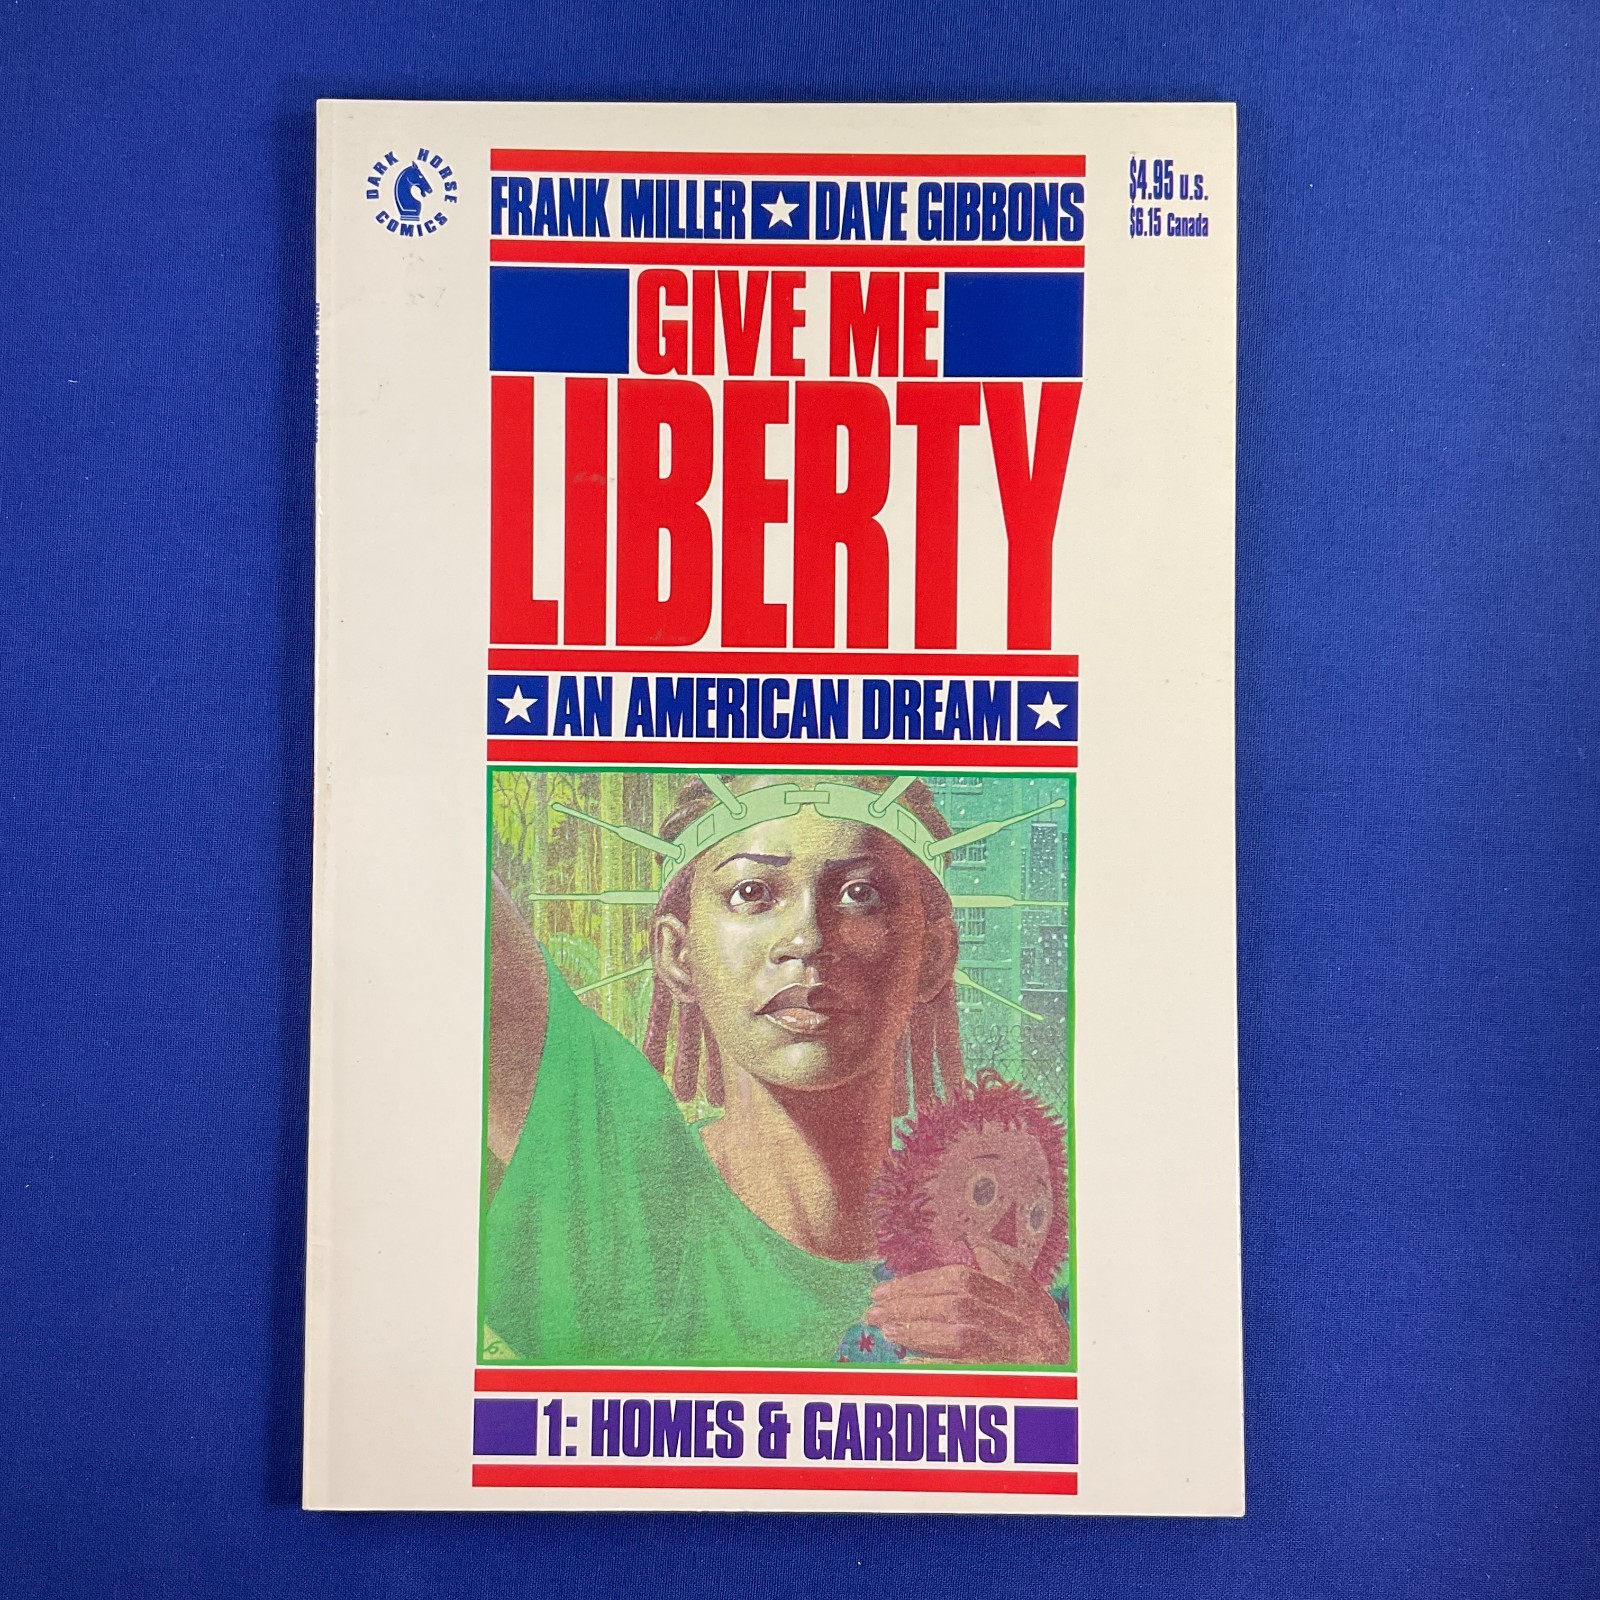 DARK HORSE COMICS
$4.95 U.S.
$6.15 Canada
FRANK MILLER DAVE GIBBONS
GIVE ME
LIBERTY
AN AMERICAN DREAM
1: HOMES & GARDENS